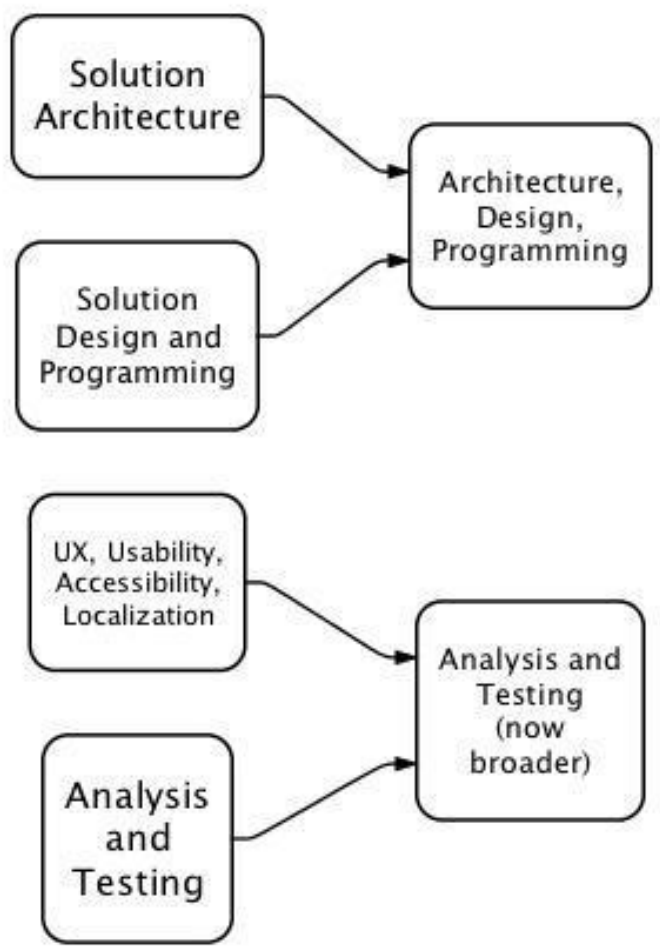 Solution
Architecture
Architecture,
Design,
Programming
Solution
Design and
Programming
UX, Usability,
Accessibility,
Localization
Analysis and
Testing
(now
broader)
Analysis
and
Testing